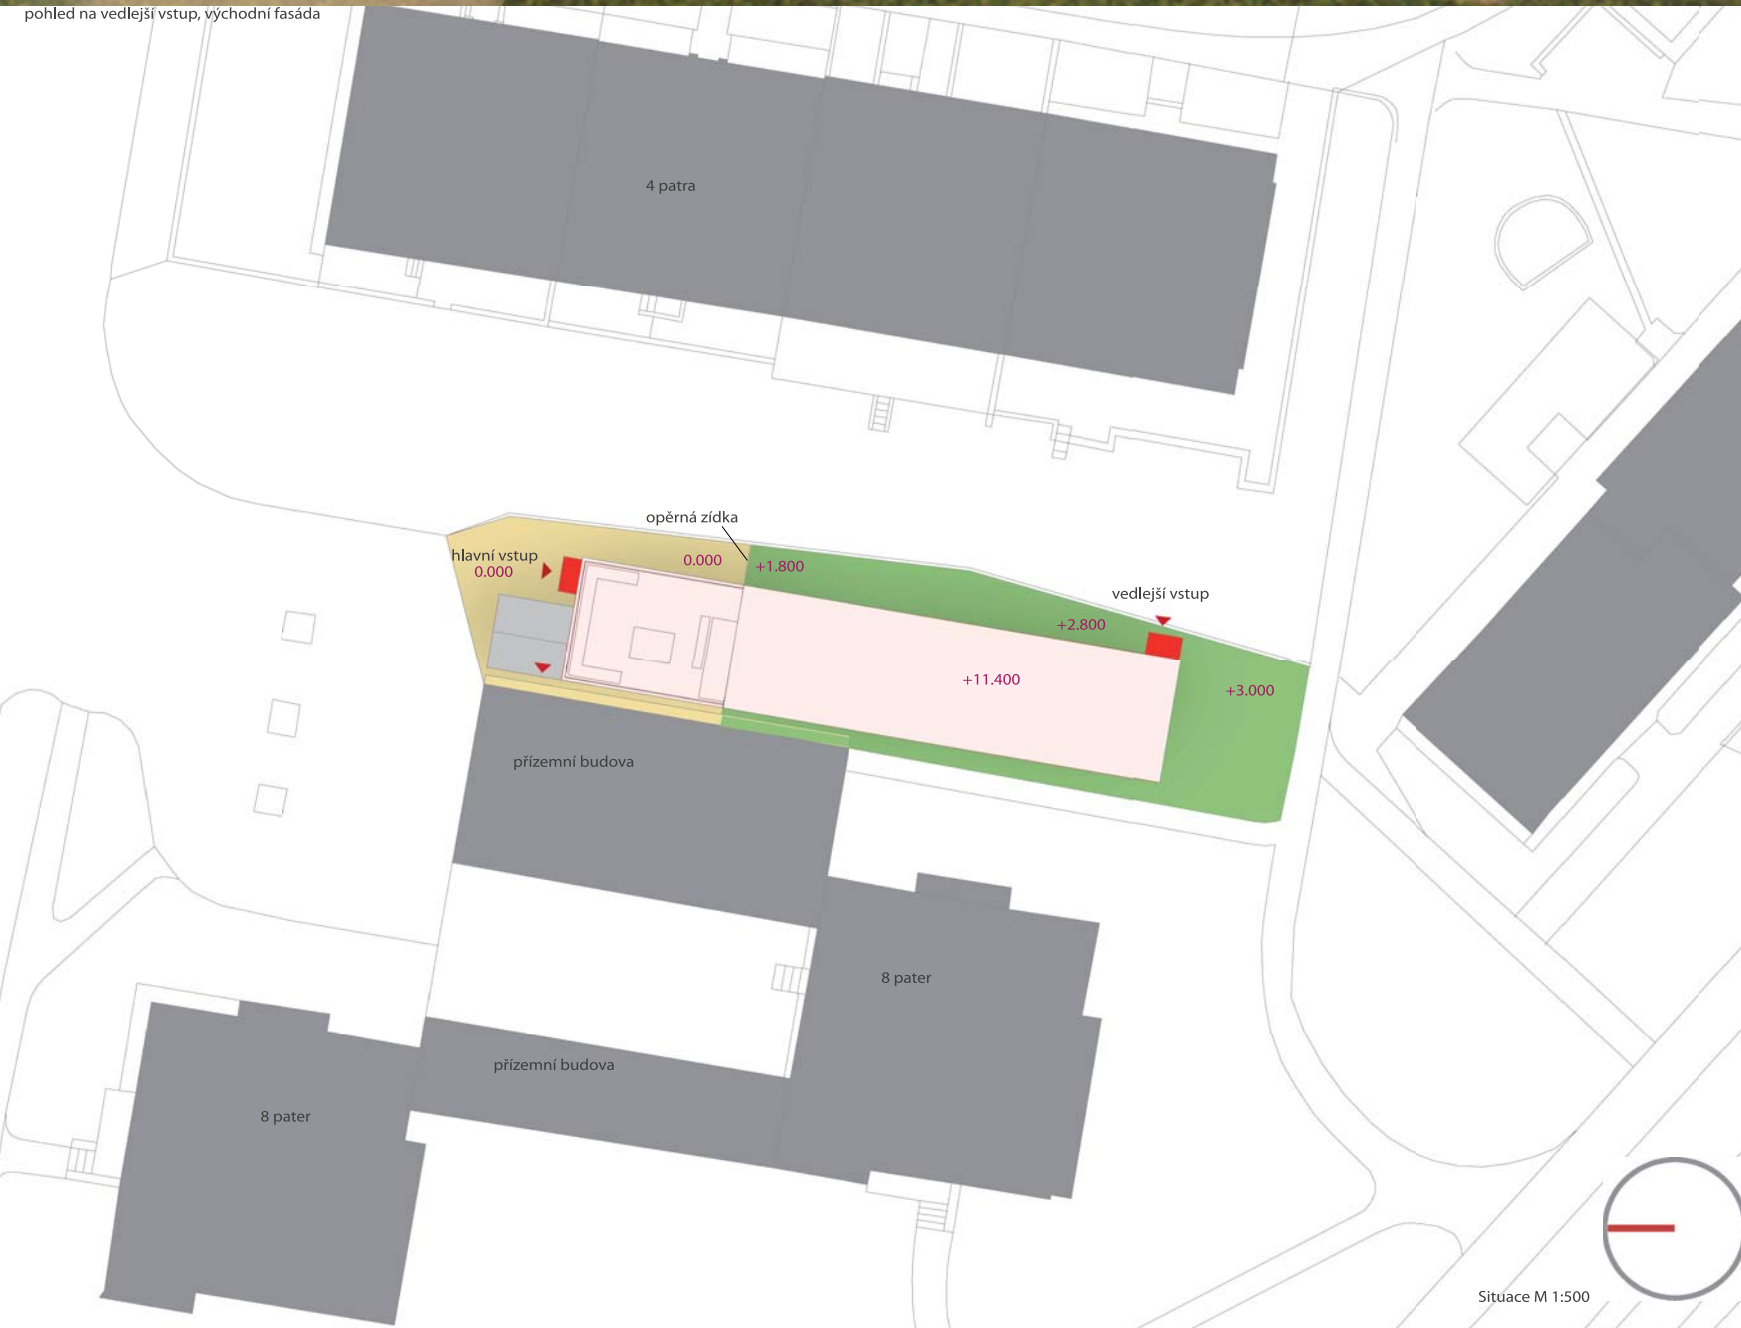 pohled na vedlejší vstup, východní fasáda
4 patra
opěrná zídka
hlavní vstup
0.000
0.000
+1.800
vedlejší vstup
+2.800
+11.400
+3.000
přízemní budova
8 pater
přízemní budova
8 pater
Situace M 1:500